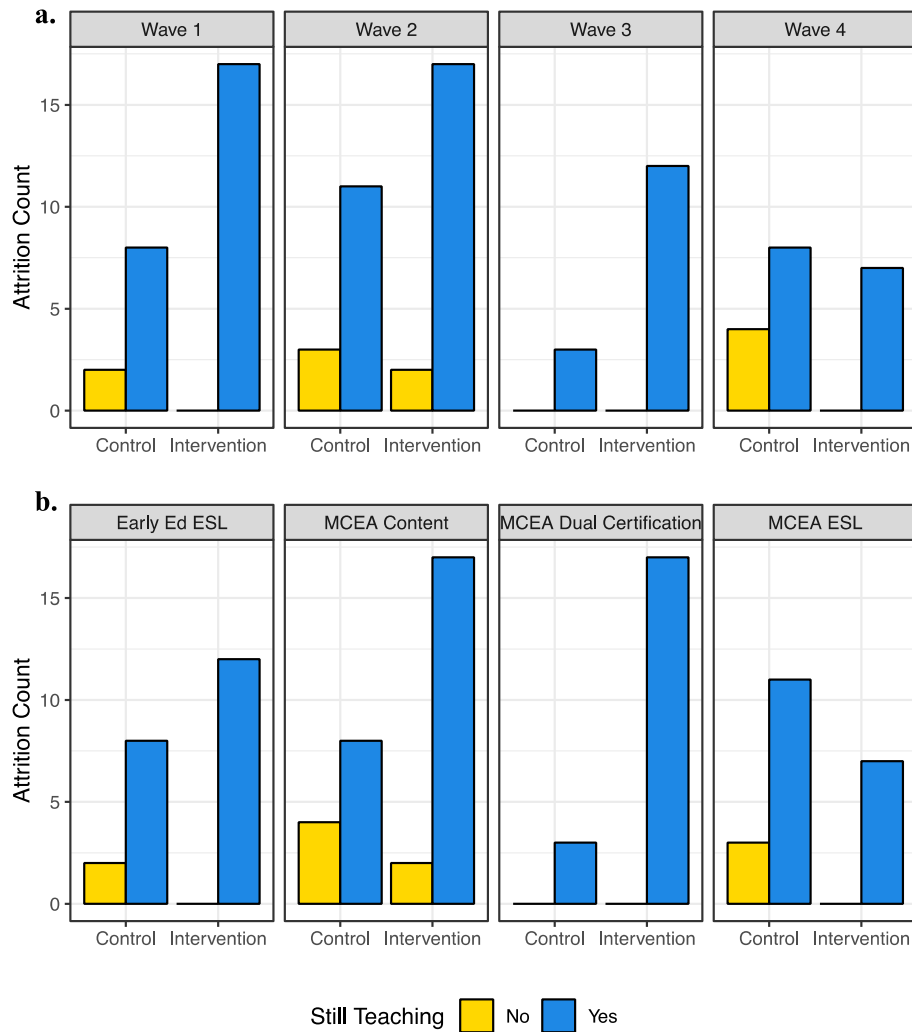 a.
Wave 1 Wave 2 Wave 3 Wave 4
15
10
5
0
Attrition Count
Control Intervention Control Intervention Control Intervention Control Intervention
b.
Early Ed ESL MCEA Content MCEA Dual Certification MCEA ESL
15
10
5
0
Attrition Count
Control Intervention Control Intervention Control Intervention Control Intervention
Still Teaching No Yes